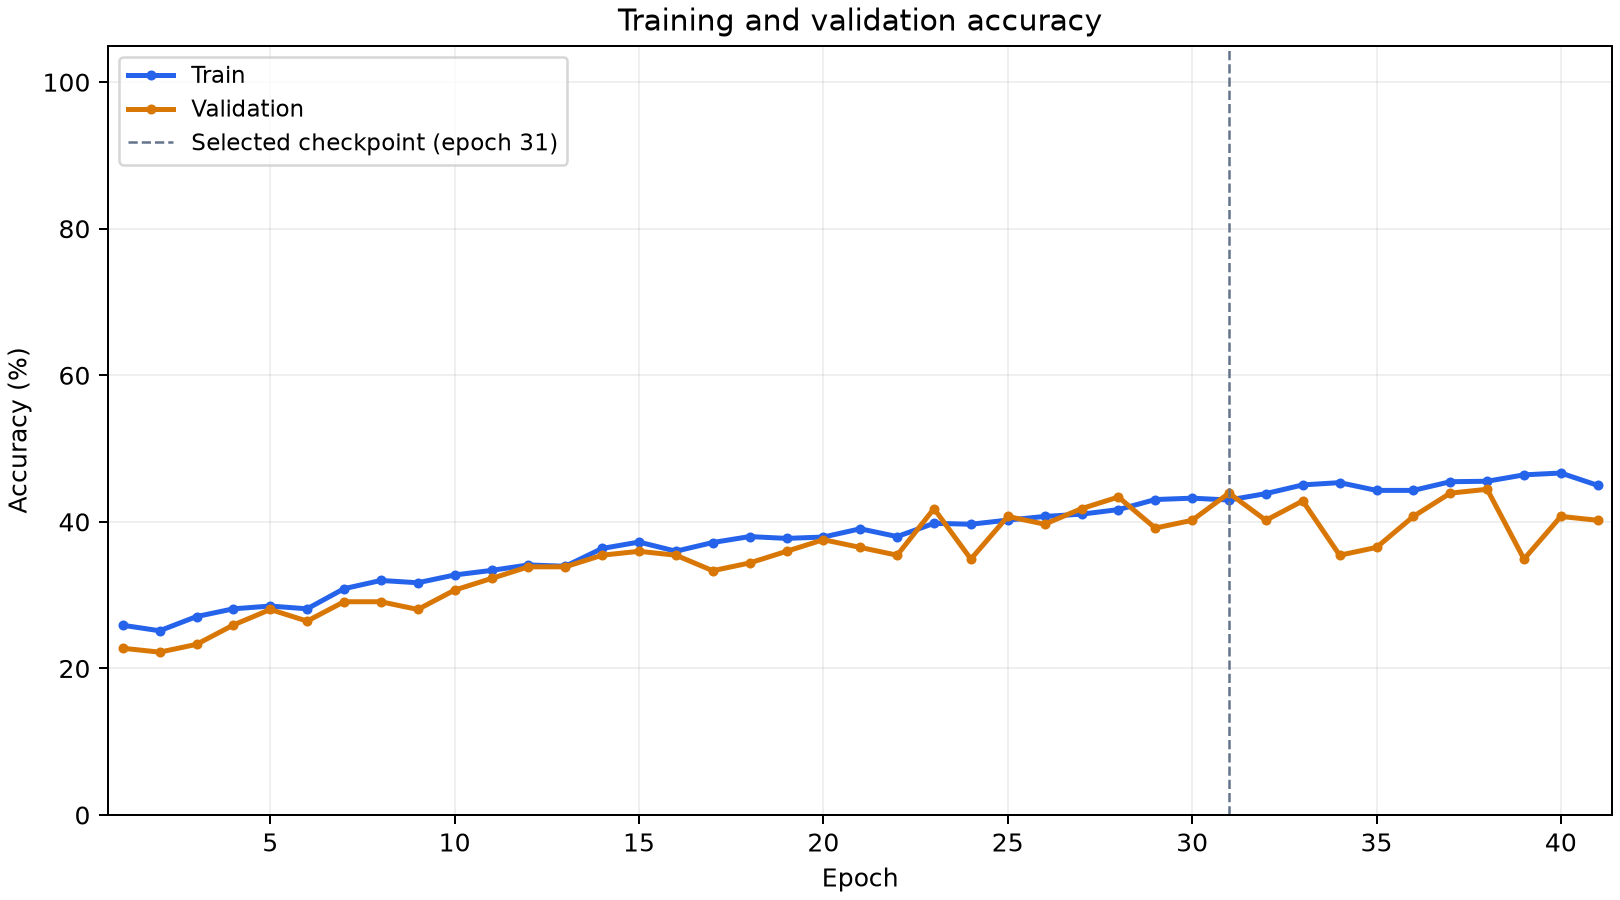 Training and validation accuracy
Train
Validation
Selected checkpoint (epoch 31)
100
80
60
40
20
0
Accuracy (%)
5 10 15 20 25 30 35 40
Epoch